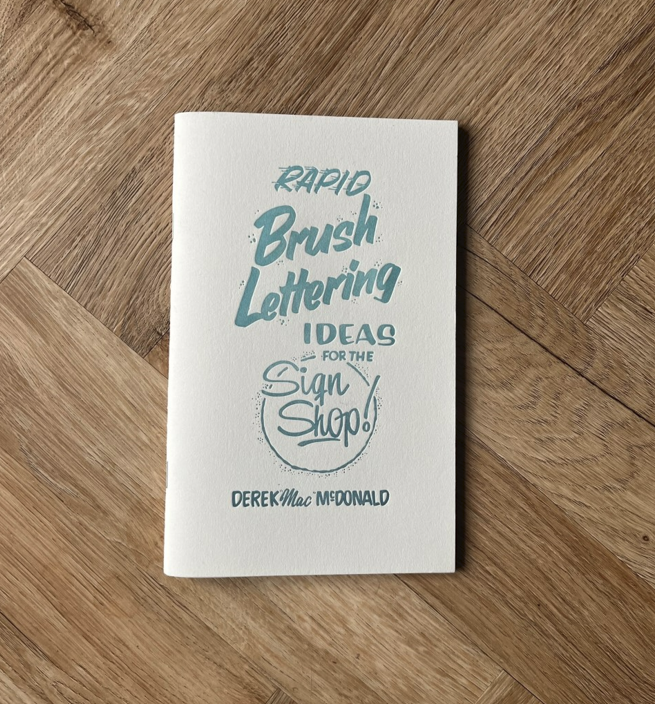 RAPID
Brush
Lettering
IDEAS
FOR THE
Sign
Shop!
DEREK "Mac" McDONALD